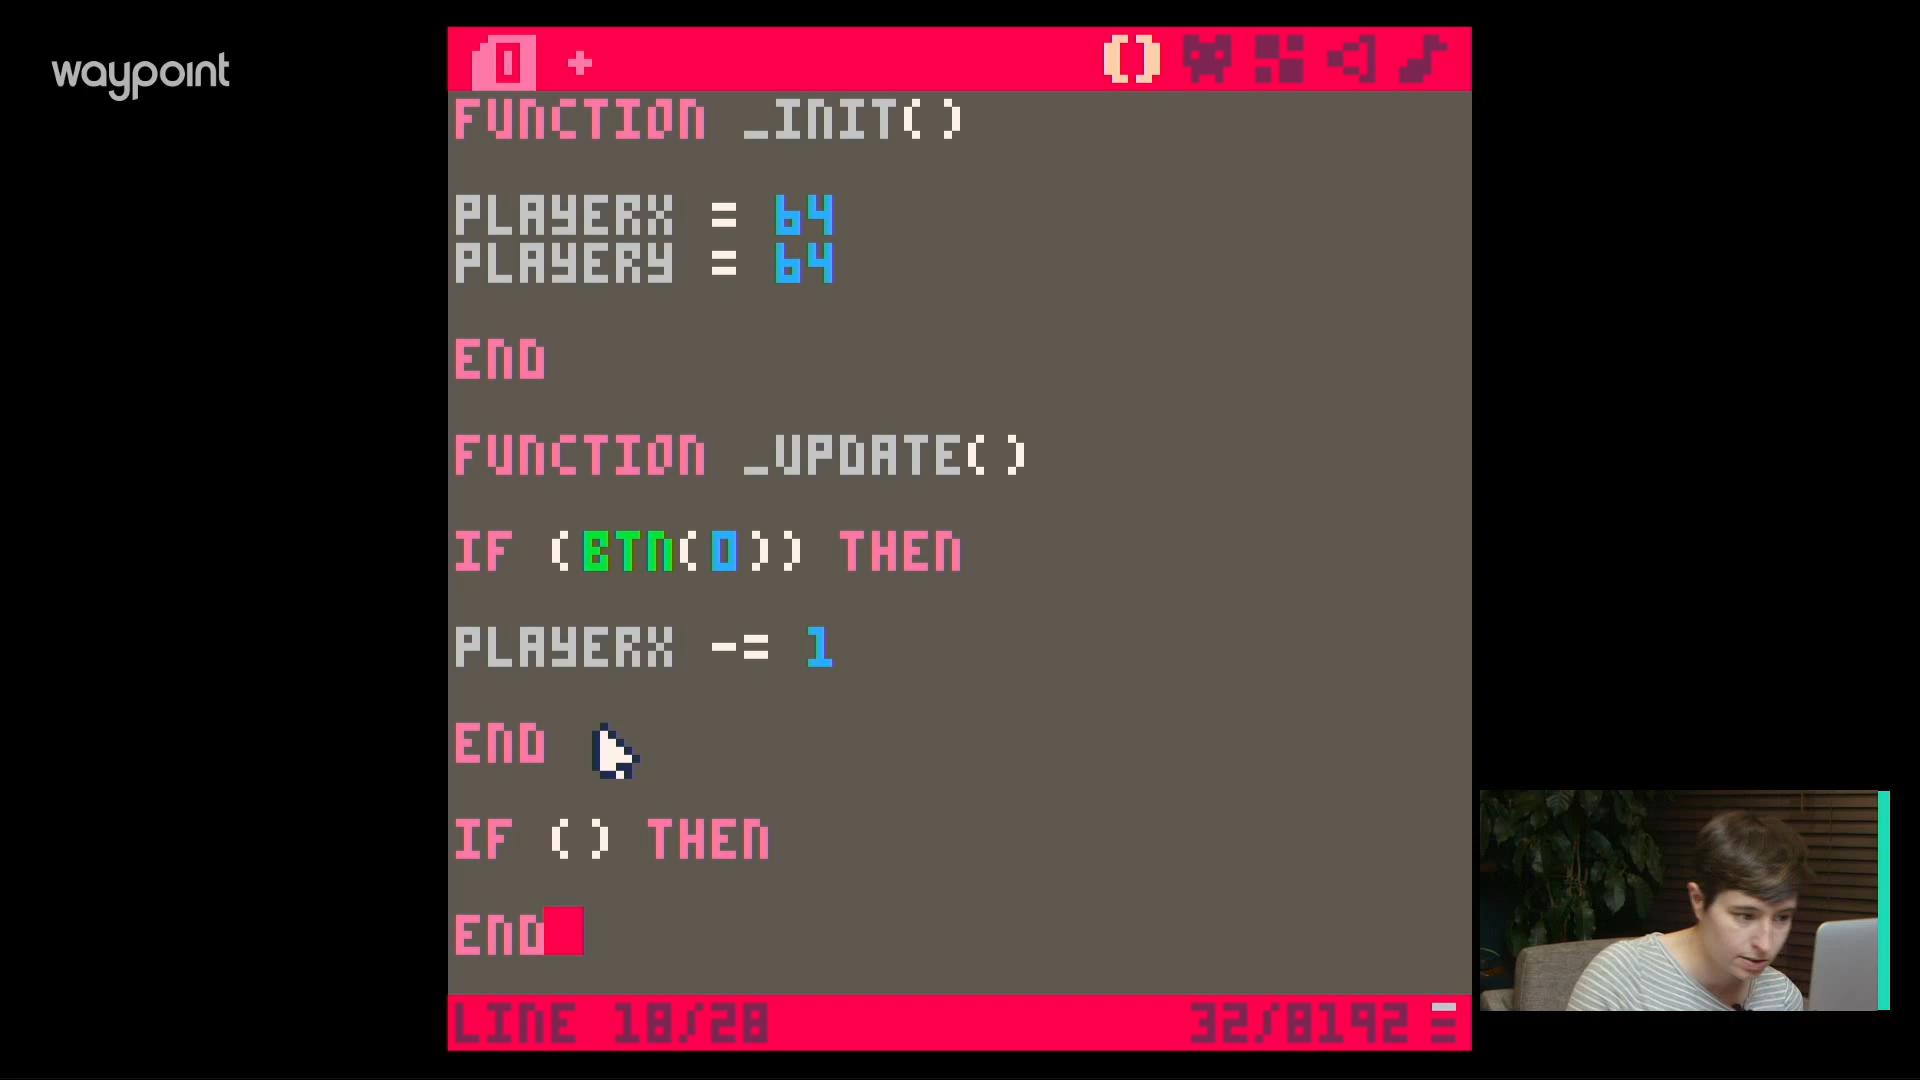 waypoint
0 +
FUNCTION _INIT()
PLAYERX = 64
PLAYERY = 64
END
FUNCTION _UPDATE()
IF (BTN(0)) THEN
PLAYERX -= 1
END
IF () THEN
END
LINE 18/28 32/8192